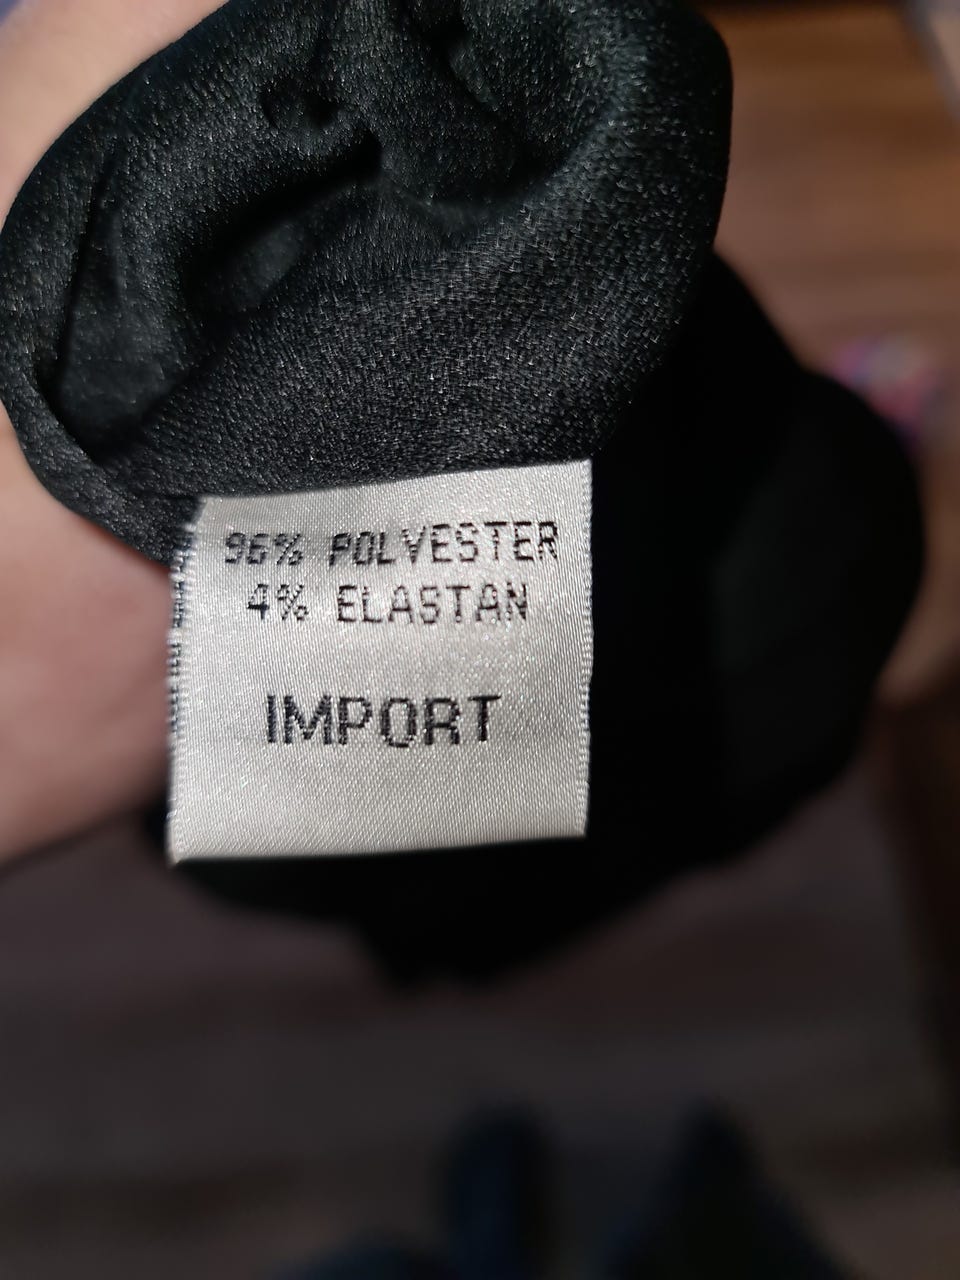 96% POLYESTER
4% ELASTAN
IMPORT